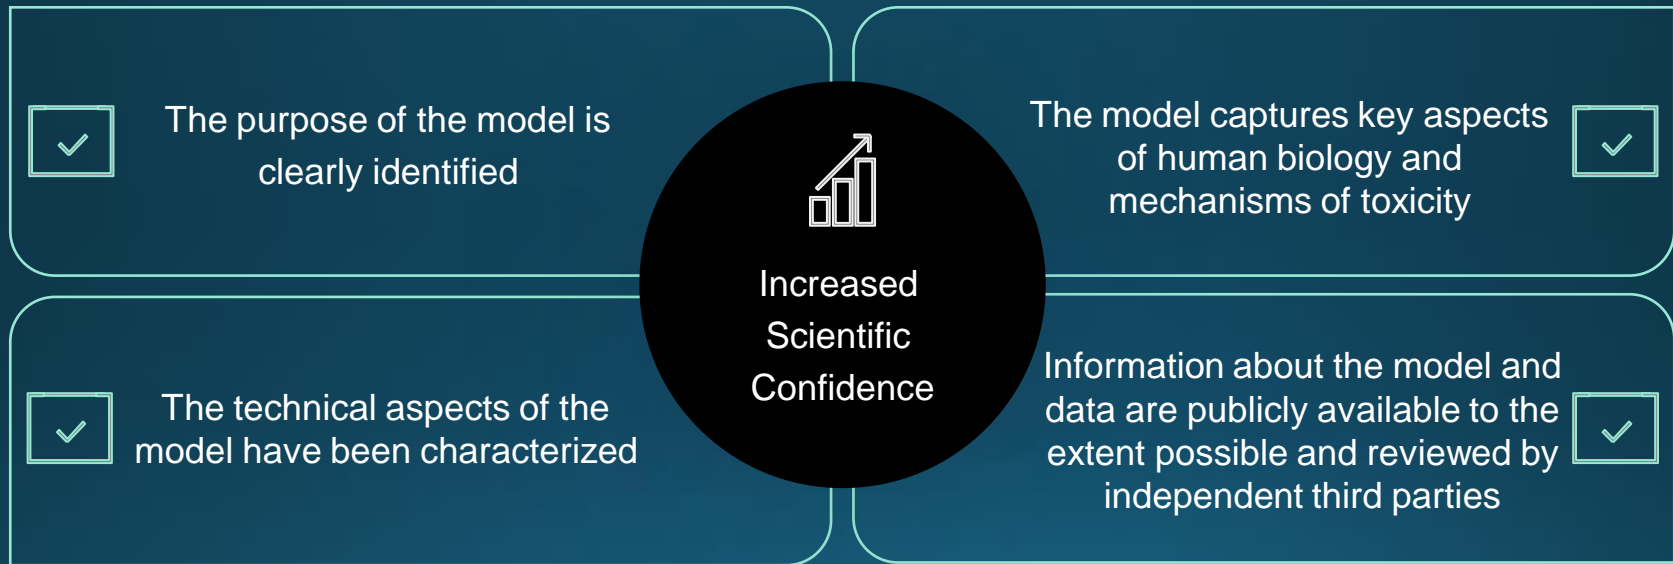 The purpose of the model is
clearly identified
The model captures key aspects
of human biology and
mechanisms of toxicity
Increased
Scientific
Confidence
The technical aspects of the
model have been characterized
Information about the model and
data are publicly available to the
extent possible and reviewed by
independent third parties